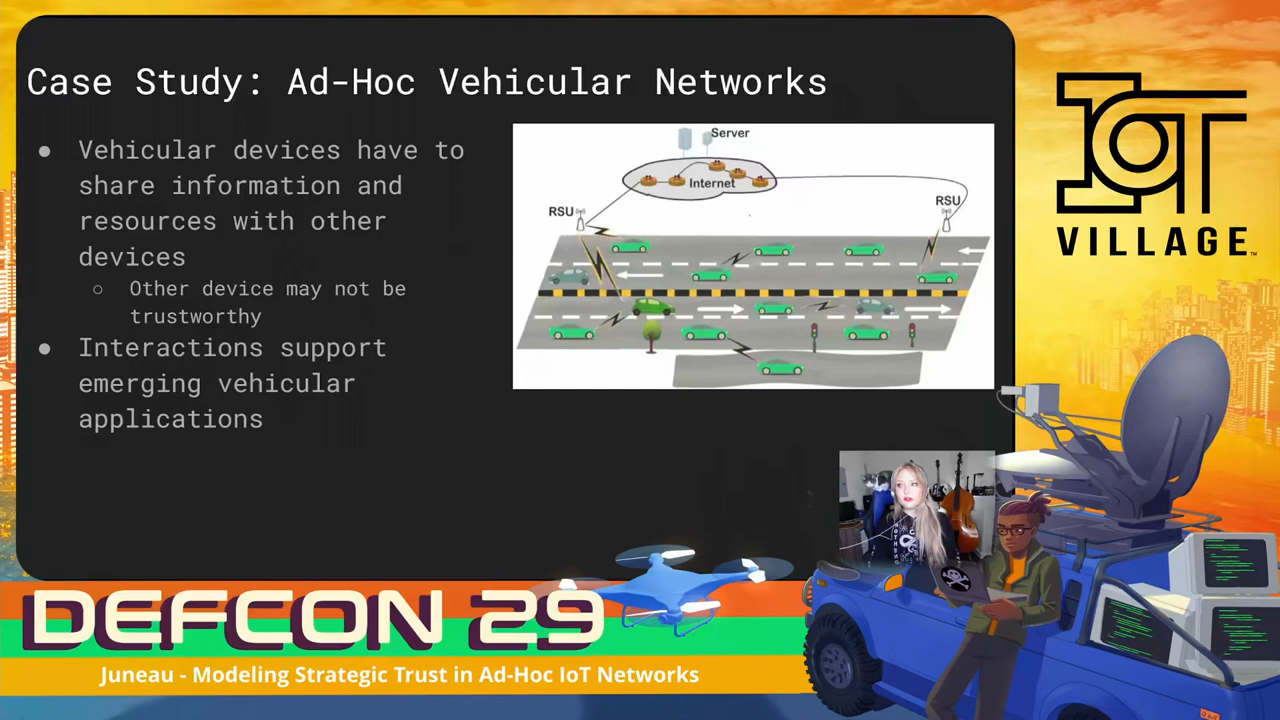 Case Study: Ad-Hoc Vehicular Networks
● Vehicular devices have to
share information and
resources with other
devices
○ Other device may not be
trustworthy
● Interactions support
emerging vehicular
applications
Server
Internet
RSU
RSU
IOT
VILLAGE™
DEFCON 29
Juneau - Modeling Strategic Trust in Ad-Hoc IoT Networks